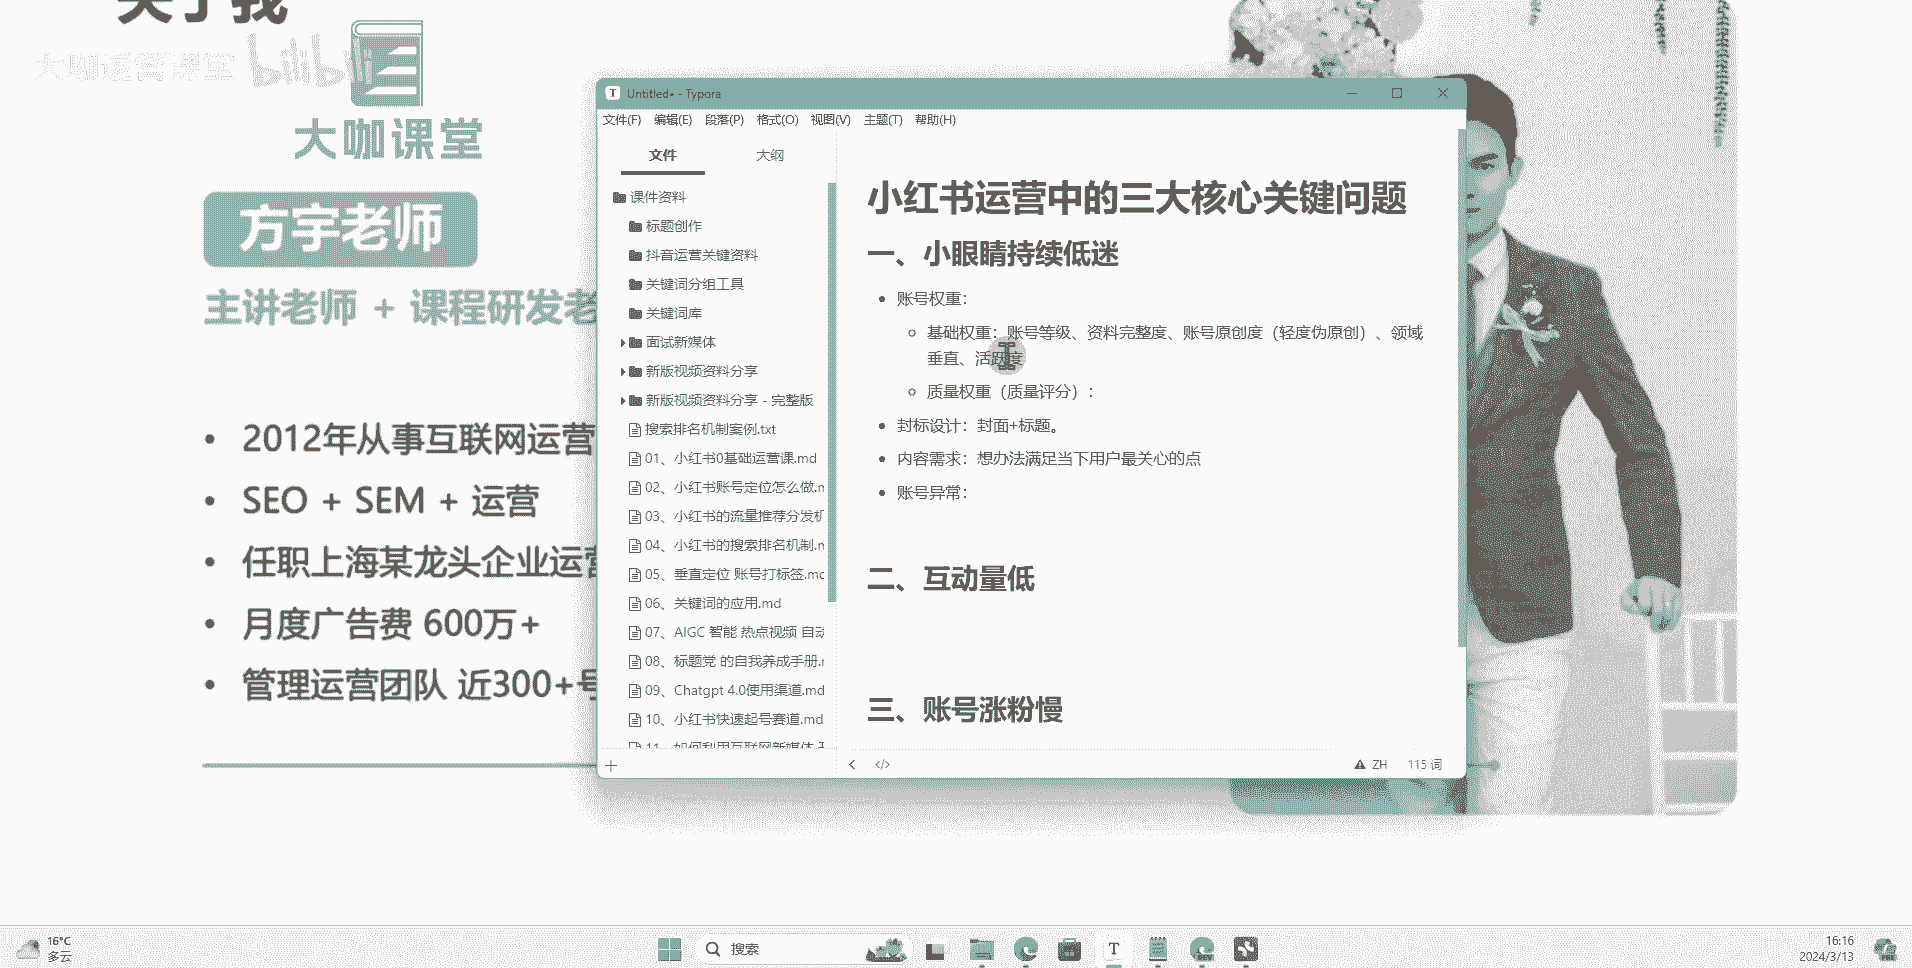 关于我
大咖运营课堂 bilibili
大咖课堂
方宇老师
主讲老师 + 课程研发老
• 2012年从事互联网运营
• SEO + SEM + 运营
• 任职上海某龙头企业运营
• 月度广告费 600万+
• 管理运营团队 近300+号
Untitled• - Typora
文件(F) 编辑(E) 段落(P) 格式(O) 视图(V) 主题(T) 帮助(H)
文件 大纲
课件资料
标题创作
抖音运营关键资料
关键词分组工具
关键词库
面试新媒体
新版视频资料分享
新版视频资料分享 - 完整版
搜索排名机制案例.txt
01、小红书0基础运营课.md
02、小红书账号定位怎么做.m
03、小红书的流量推荐分发机
04、小红书的搜索排名机制.m
05、垂直定位 账号打标签.md
06、关键词的应用.md
07、AIGC 智能 热点视频 自动
08、标题党 的自我养成手册.m
09、Chatgpt 4.0使用渠道.md
10、小红书快速起号赛道.md
11、如何利用互联网新媒体
小红书运营中的三大核心关键问题
一、小眼睛持续低迷
• 账号权重：
基础权重：账号等级、资料完整度、账号原创度（轻度伪原创）、领域
垂直、活跃度
质量权重（质量评分）：
• 封标设计：封面+标题。
• 内容需求：想办法满足当下用户最关心的点
• 账号异常：
二、互动量低
三、账号涨粉慢
ZH 115 词
16°C
多云
搜索
16:16
2024/3/13